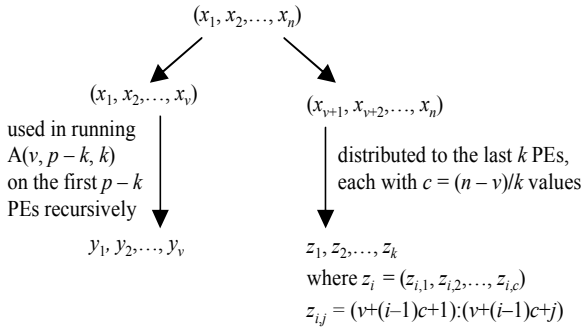 (x₁, x₂,…, xₙ)
(x₁, x₂,…, xᵥ)
(xᵥ₊₁, xᵥ₊₂,…, xₙ)
used in running
A(v, p – k, k)
on the first p – k
PEs recursively
distributed to the last k PEs,
each with c = (n – v)/k values
y₁, y₂,…, yᵥ
z₁, z₂,…, zₖ
where zᵢ = (zᵢ,₁, zᵢ,₂,…, z_{i,c})
z_{i,j} = (v+(i–1)c+1):(v+(i–1)c+j)